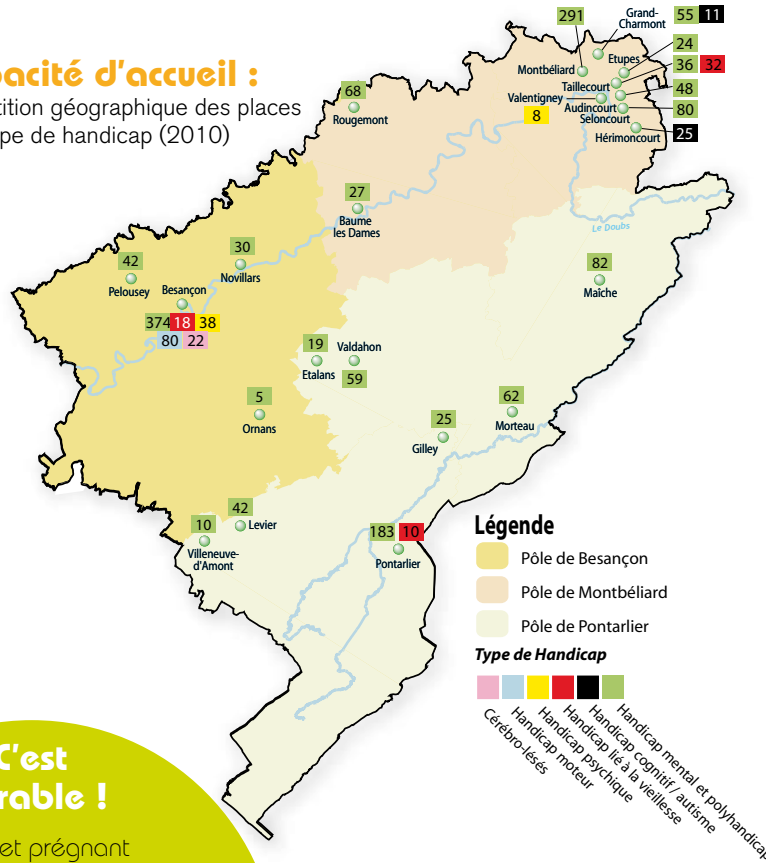 pacité d'accueil :
tition géographique des places
pe de handicap (2010)
291
Grand-
Charmont
55 11
Etupes
24
Montbéliard
36 32
Taillecourt
48
Valentigney
8
Audincourt
80
Seloncourt
Hérimoncourt
25
68
Rougemont
27
Baume
les Dames
Le Doubs
30
Novillars
42
Pelousey
Besançon
374 18 38
80 22
82
Maîche
19
Etalans
Valdahon
59
5
Ornans
62
Morteau
25
Gilley
42
Levier
10
Villeneuve-
d'Amont
183 10
Pontarlier
Légende
Pôle de Besançon
Pôle de Montbéliard
Pôle de Pontarlier
Type de Handicap
Cérébro-lésés
Handicap moteur
Handicap psychique
Handicap lié à la vieillesse
Handicap cognitif / autisme
Handicap mental et polyhandicap
C'est
rable !
et prégnant